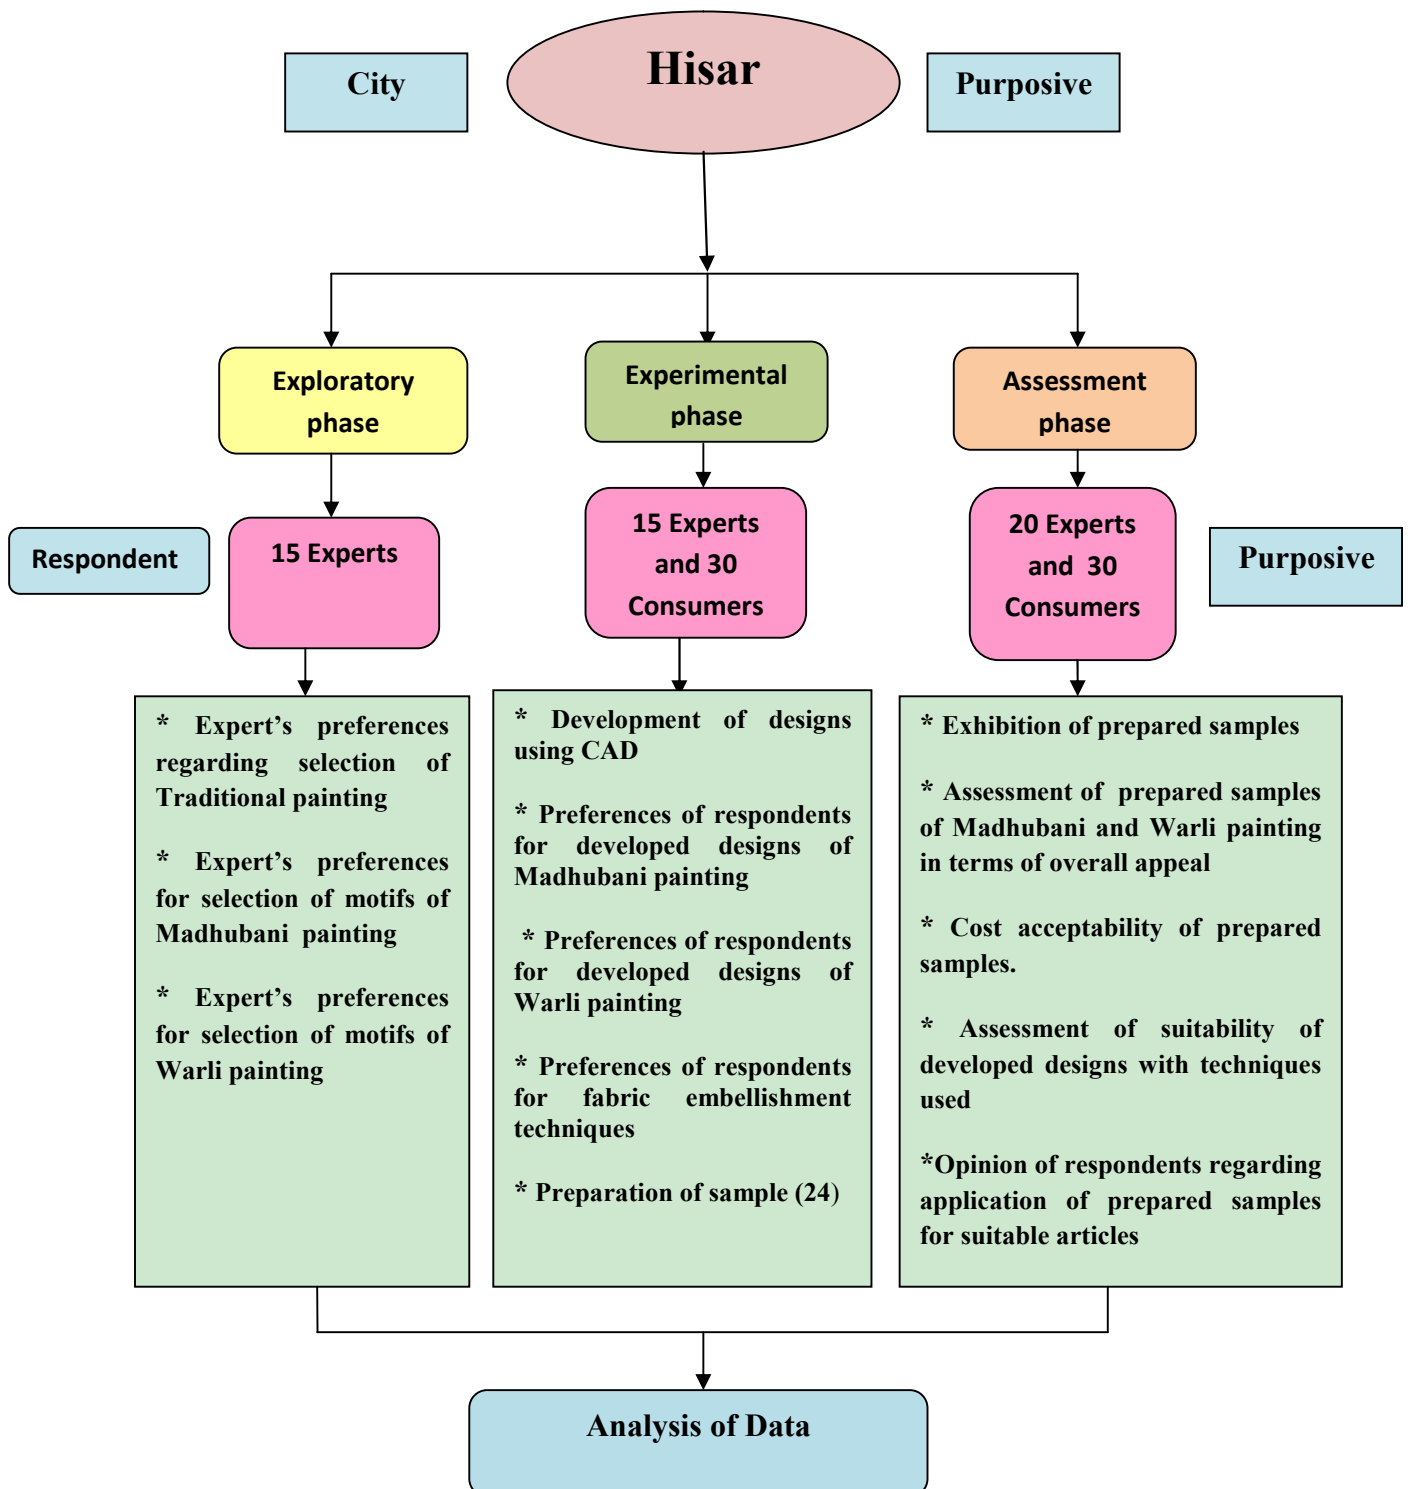 City
Hisar
Purposive
Exploratory
phase
Experimental
phase
Assessment
phase
Respondent
15 Experts
15 Experts
and 30
Consumers
20 Experts
and 30
Consumers
Purposive
* Expert’s preferences
regarding selection of
Traditional painting
* Expert’s preferences
for selection of motifs of
Madhubani painting
* Expert’s preferences
for selection of motifs of
Warli painting
* Development of designs
using CAD
* Preferences of respondents
for developed designs of
Madhubani painting
* Preferences of respondents
for developed designs of
Warli painting
* Preferences of respondents
for fabric embellishment
techniques
* Preparation of sample (24)
* Exhibition of prepared samples
* Assessment of prepared samples
of Madhubani and Warli painting
in terms of overall appeal
* Cost acceptability of prepared
samples.
* Assessment of suitability of
developed designs with techniques
used
*Opinion of respondents regarding
application of prepared samples
for suitable articles
Analysis of Data